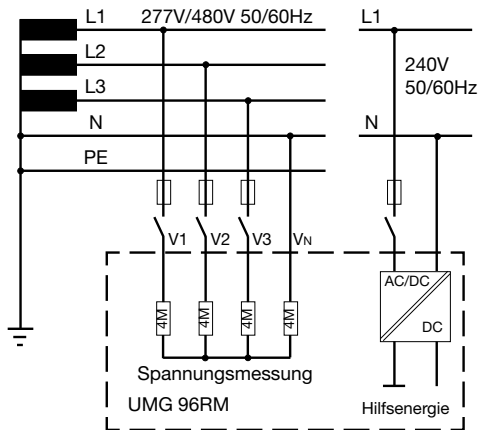 L1 277V/480V 50/60Hz
L2
L3
N
PE
L1
240V
50/60Hz
N
V1 V2 V3 VN
4M 4M 4M 4M
AC/DC
DC
Spannungsmessung
UMG 96RM
Hilfsenergie